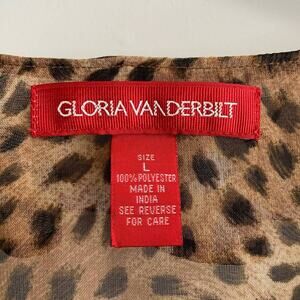 GLORIA VANDERBILT
SIZE
L
100% POLYESTER
MADE IN
INDIA
SEE REVERSE
FOR CARE